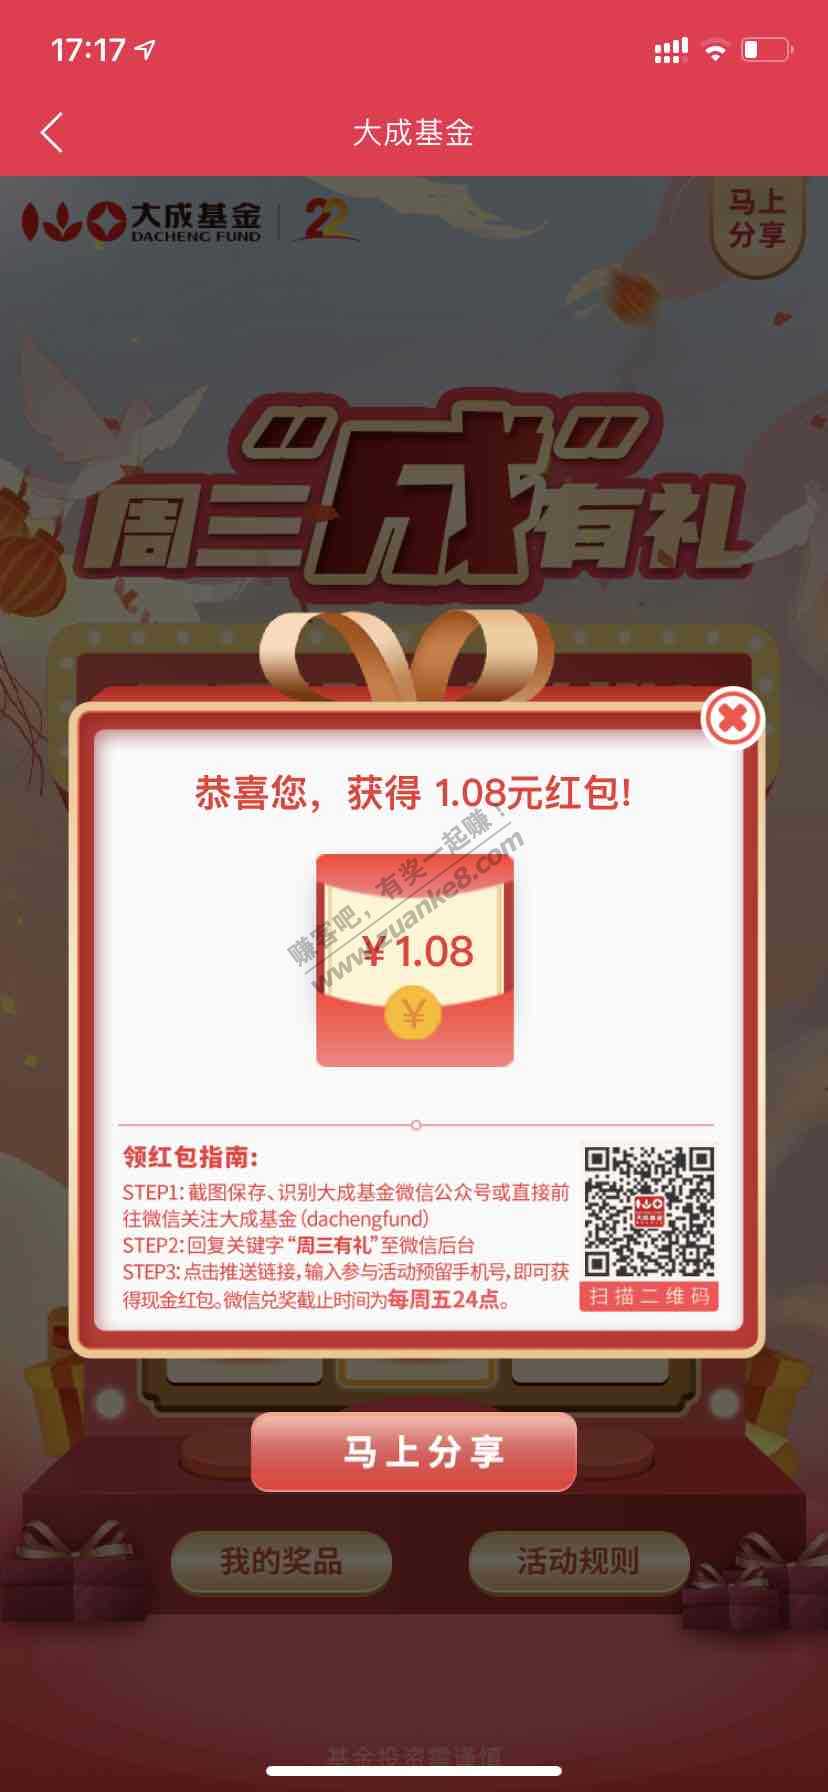 17:17
大成基金
大成基金
DACHENG FUND
22
马上
分享
周三“成”有礼
恭喜您，获得 1.08元红包!
赚客吧，有奖一起赚！
www.zuanke8.com
¥1.08
¥
领红包指南:
STEP1: 截图保存、识别大成基金微信公众号或直接前
往微信关注大成基金（dachengfund）
STEP2: 回复关键字“周三有礼”至微信后台
STEP3: 点击推送链接, 输入参与活动预留手机号, 即可获
得现金红包。微信兑奖截止时间为每周五24点。
扫描二维码
马上分享
我的奖品
活动规则
基金投资需谨慎